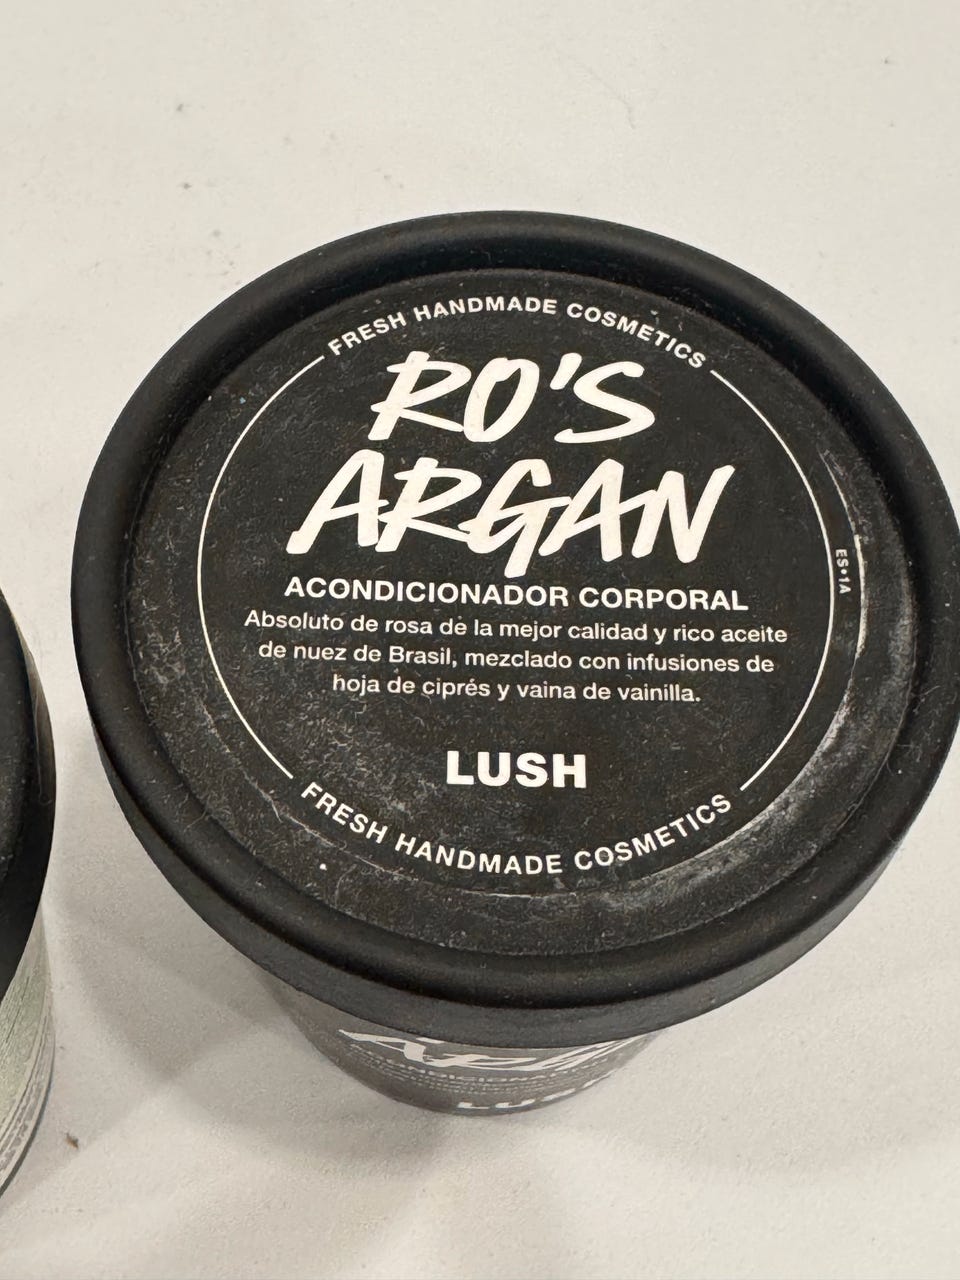 FRESH HANDMADE COSMETICS
RO'S
ARGAN
ACONDICIONADOR CORPORAL
Absoluto de rosa de la mejor calidad y rico aceite
de nuez de Brasil, mezclado con infusiones de
hoja de ciprés y vaina de vainilla.
LUSH
FRESH HANDMADE COSMETICS
ES•1A
LUSH